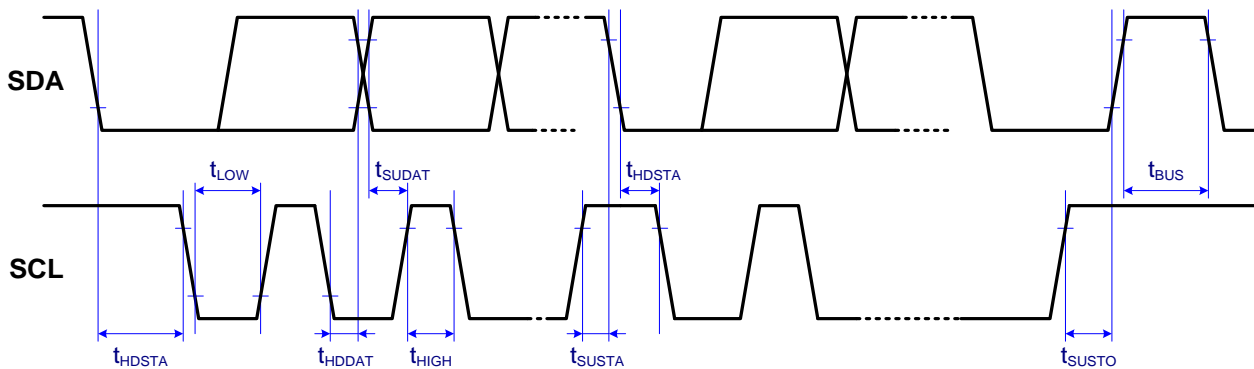 SDA
tLOW
tSUDAT
tHDSTA
tBUS
SCL
tHDSTA
tHDDAT
tHIGH
tSUSTA
tSUSTO